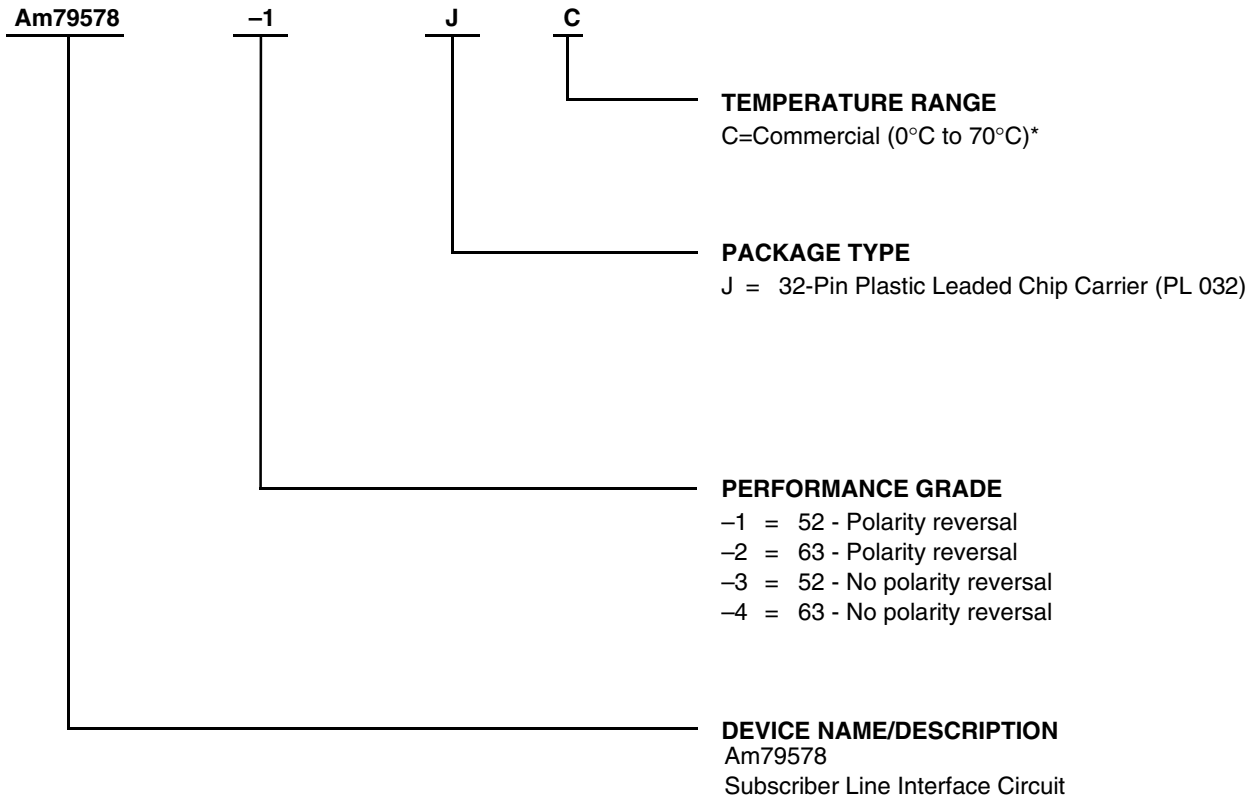 Am79578 –1 J C
TEMPERATURE RANGE
C=Commercial (0°C to 70°C)*
PACKAGE TYPE
J = 32-Pin Plastic Leaded Chip Carrier (PL 032)
PERFORMANCE GRADE
–1 = 52 - Polarity reversal
–2 = 63 - Polarity reversal
–3 = 52 - No polarity reversal
–4 = 63 - No polarity reversal
DEVICE NAME/DESCRIPTION
Am79578
Subscriber Line Interface Circuit